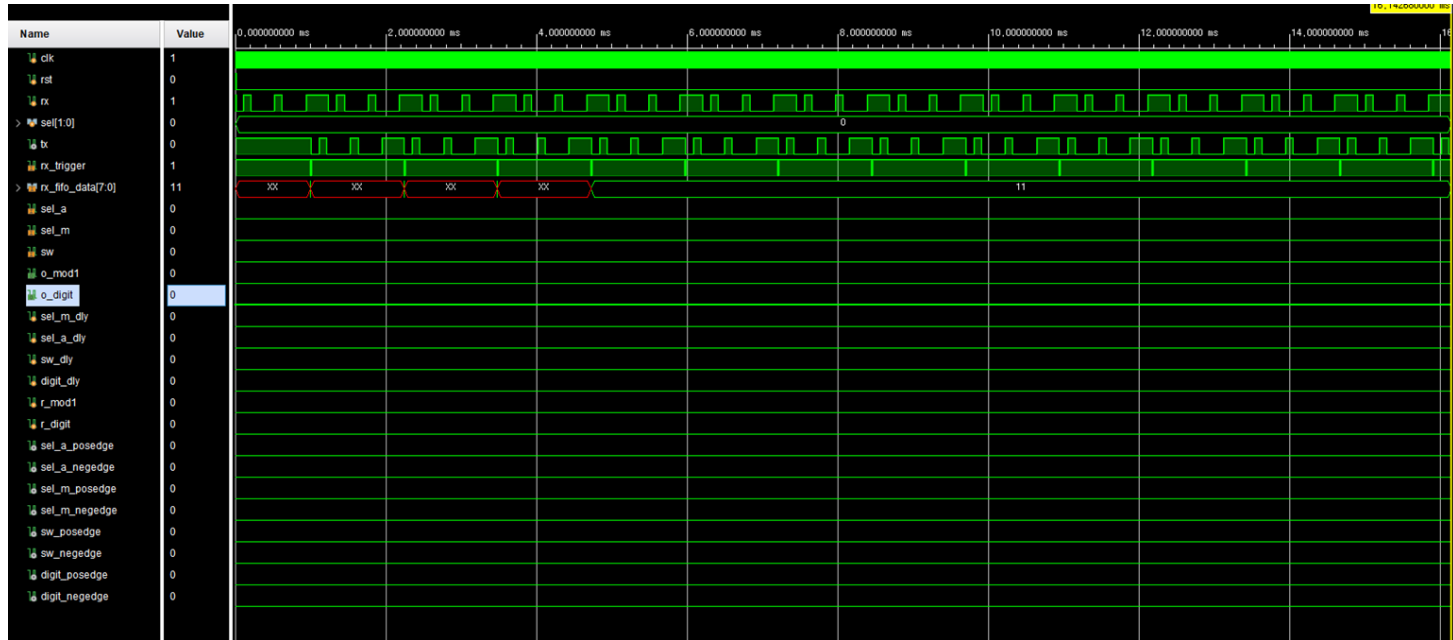 16,142680000 ms
Name Value
0,000000000 ms 2,000000000 ms 4,000000000 ms 6,000000000 ms 8,000000000 ms 10,000000000 ms 12,000000000 ms 14,000000000 ms 16
clk 1
rst 0
rx 1
sel[1:0] 0 0
tx 0
rx_trigger 1
rx_fifo_data[7:0] 11 XX XX XX XX 11
sel_a 0
sel_m 0
sw 0
o_mod1 0
o_digit 0
sel_m_dly 0
sel_a_dly 0
sw_dly 0
digit_dly 0
r_mod1 0
r_digit 0
sel_a_posedge 0
sel_a_negedge 0
sel_m_posedge 0
sel_m_negedge 0
sw_posedge 0
sw_negedge 0
digit_posedge 0
digit_negedge 0